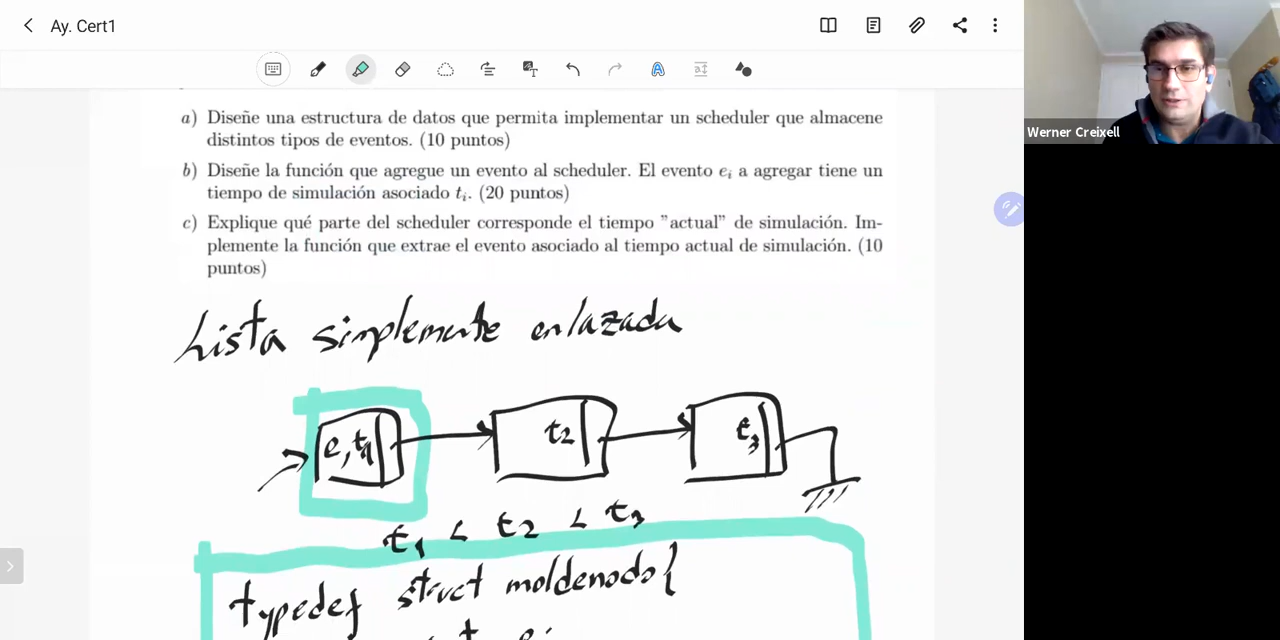 Ay. Cert1
a) Diseñe una estructura de datos que permita implementar un scheduler que almacene
distintos tipos de eventos. (10 puntos)
b) Diseñe la función que agregue un evento al scheduler. El evento eᵢ a agregar tiene un
tiempo de simulación asociado tᵢ. (20 puntos)
c) Explique qué parte del scheduler corresponde el tiempo ”actual” de simulación. Im-
plemente la función que extrae el evento asociado al tiempo actual de simulación. (10
puntos)
Werner Creixell
Lista simplemente enlazada
e, t1 t2 t3
t1 < t2 < t3
typedef struct moldenodo{